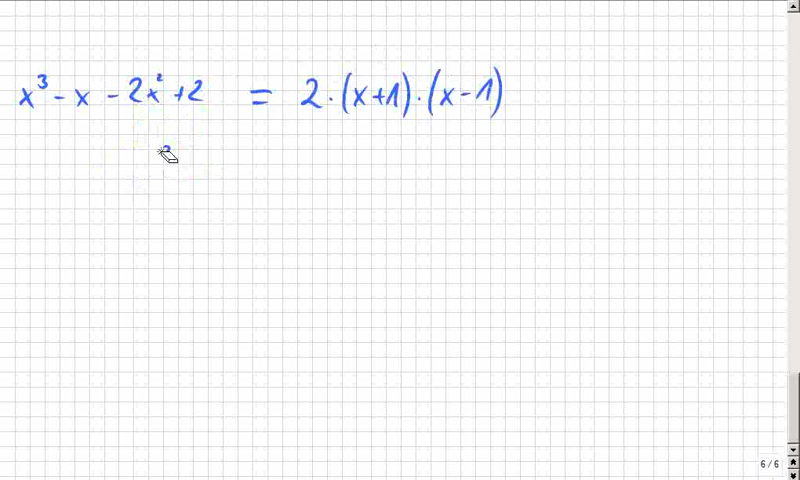 x³ - x - 2x² + 2 = 2 · (x+1) · (x-1)
6 / 6